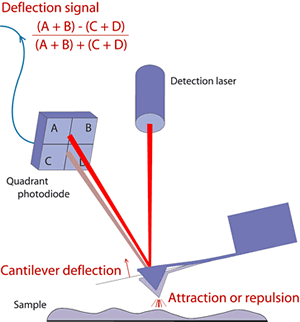 Deflection signal
(A + B) - (C + D)
(A + B) + (C + D)
Detection laser
A B
C D
Quadrant
photodiode
Cantilever deflection
Attraction or repulsion
Sample